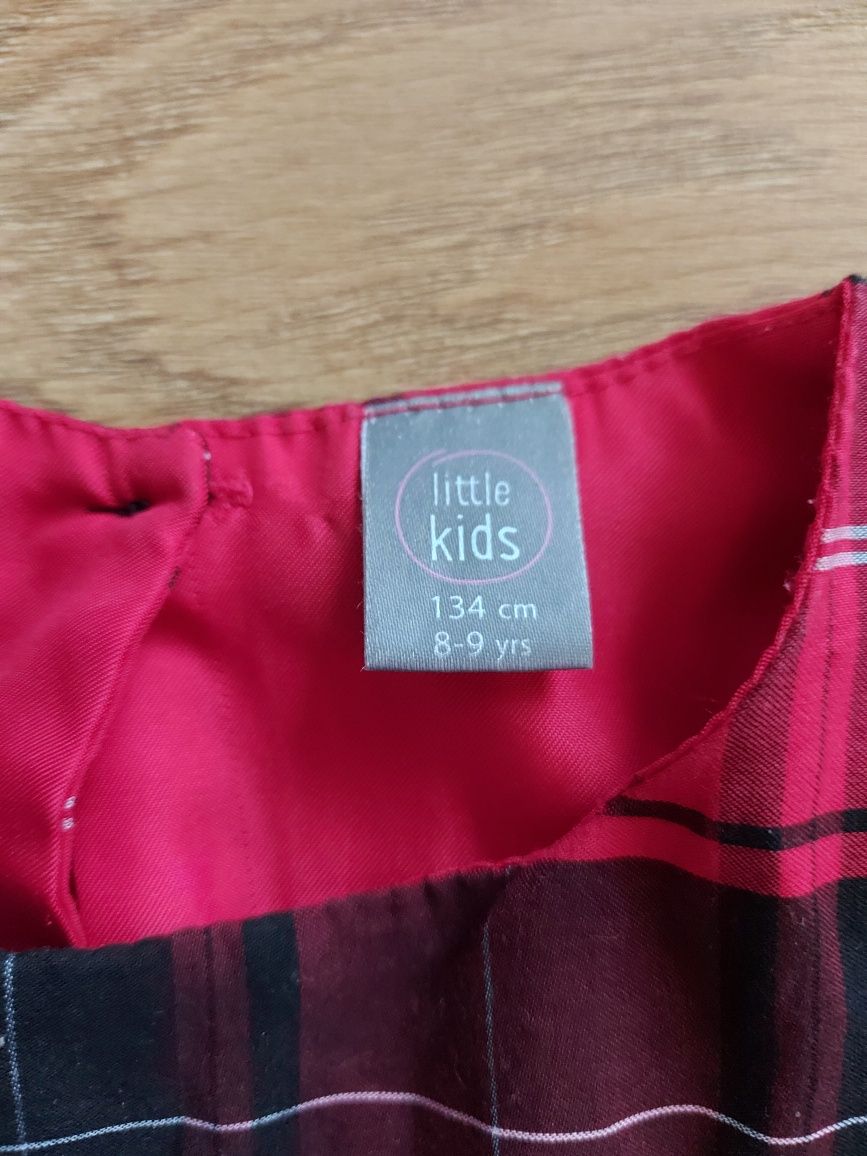 little
kids
134 cm
8-9 yrs